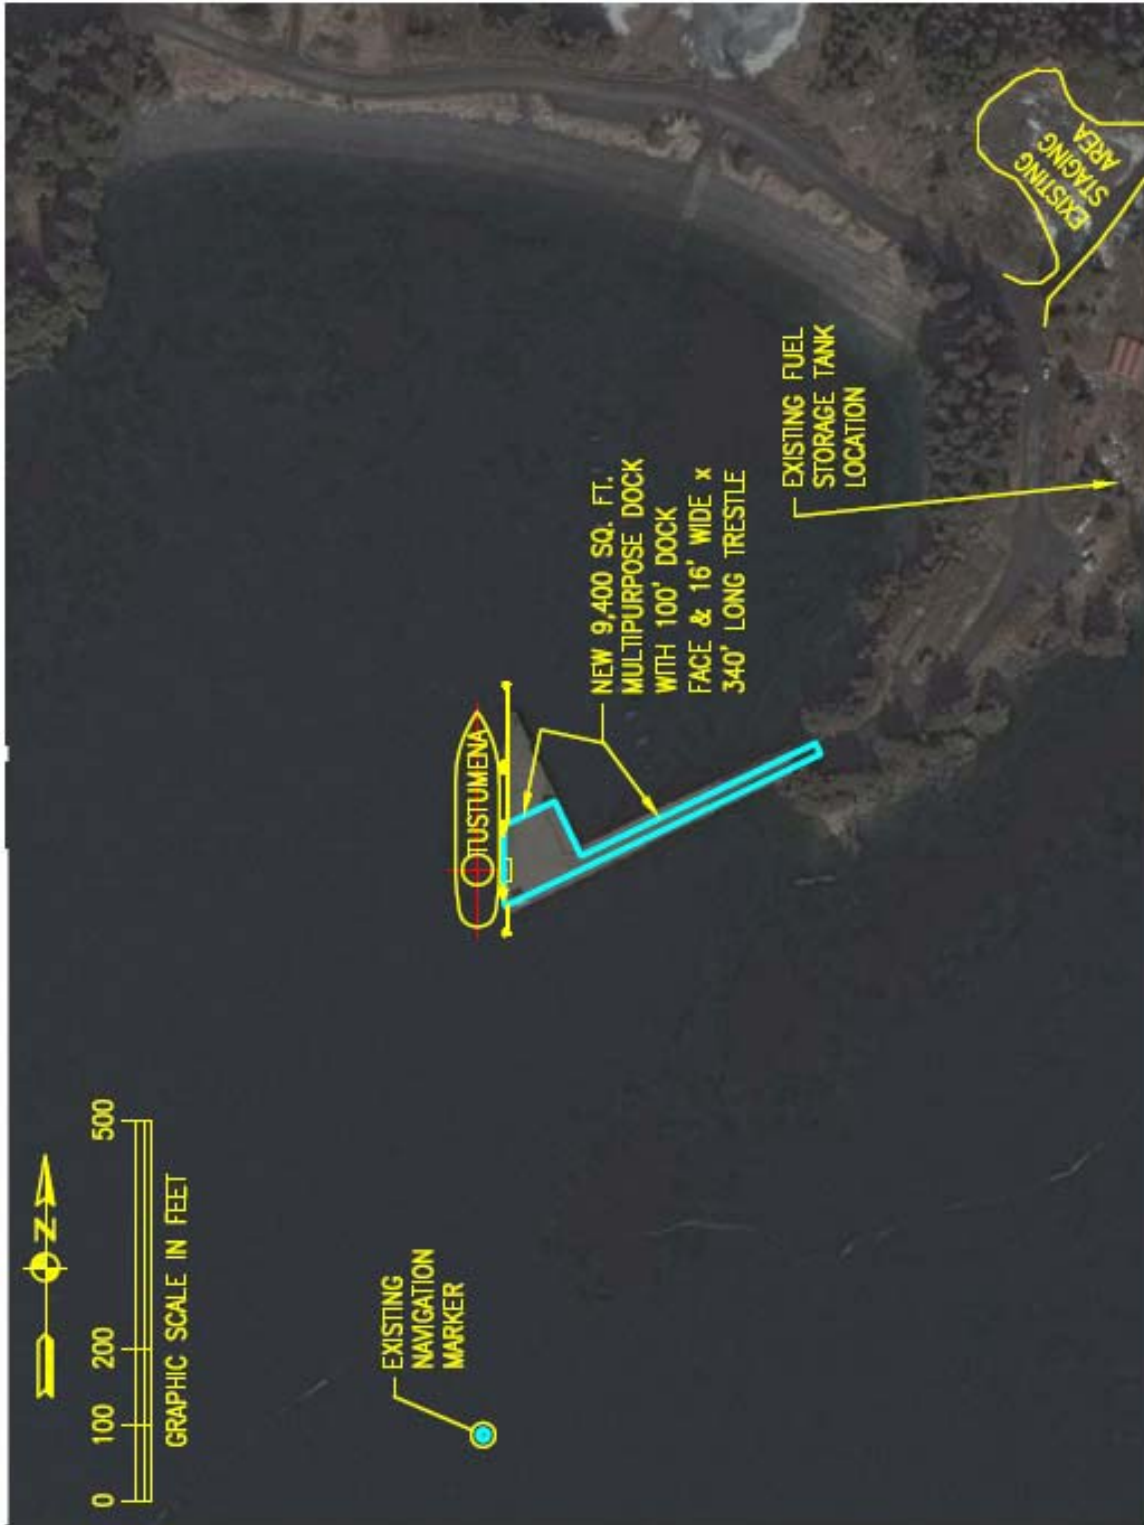 N
0 100 200 500
GRAPHIC SCALE IN FEET
EXISTING
NAVIGATION
MARKER
TUSTUMENA
NEW 9,400 SQ. FT.
MULTIPURPOSE DOCK
WITH 100' DOCK
FACE & 16' WIDE x
340' LONG TRESTLE
EXISTING FUEL
STORAGE TANK
LOCATION
EXISTING
STAGING
AREA